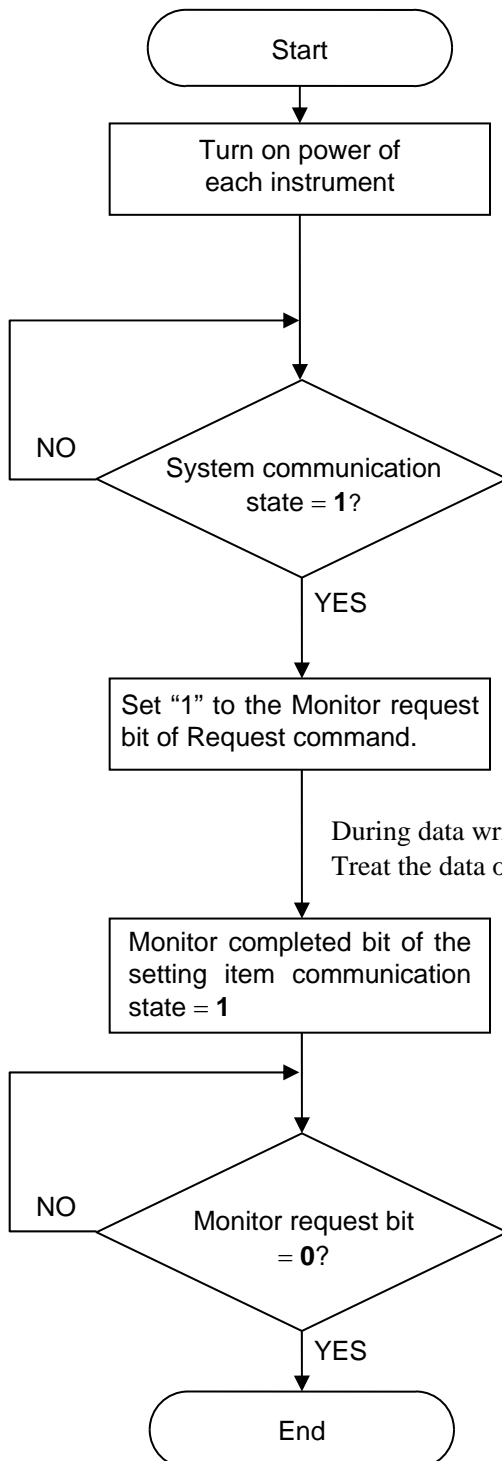 Start
Turn on power of
each instrument
NO
System communication
state = 1?
YES
Set “1” to the Monitor request
bit of Request command.
During data
Treat the data
Monitor completed bit of the
setting item communication
state = 1
NO
Monitor request bit
= 0?
YES
End